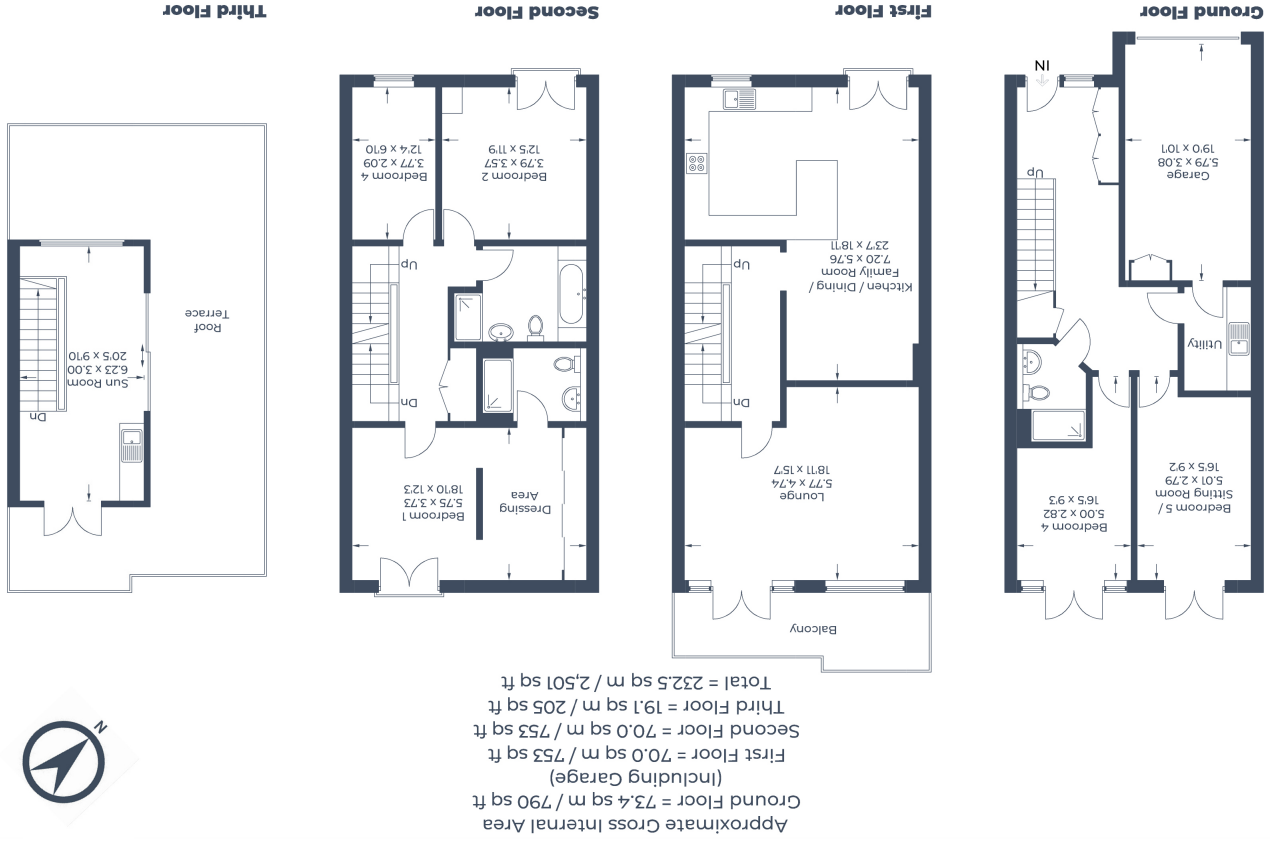 Approximate Gross Internal Area
Ground Floor = 73.4 sq m / 790 sq ft
(Including Garage)
First Floor = 70.0 sq m / 753 sq ft
Second Floor = 70.0 sq m / 753 sq ft
Third Floor = 19.1 sq m / 205 sq ft
Total = 232.5 sq m / 2,501 sq ft
N
Bedroom 5 /
Sitting Room
5.01 x 2.79
16'5 x 9'2
Bedroom 4
5.00 x 2.82
16'5 x 9'3
Utility
Up
Garage
5.79 x 3.08
19'0 x 10'1
IN
Ground Floor
Balcony
Lounge
5.77 x 4.74
18'11 x 15'7
Dn
Kitchen / Dining /
Family Room
7.20 x 5.76
23'7 x 18'11
Up
First Floor
Dressing
Area
Bedroom 1
5.75 x 3.73
18'10 x 12'3
Dn
Up
Bedroom 2
3.79 x 3.57
12'5 x 11'9
Bedroom 4
3.77 x 2.09
12'4 x 6'10
Second Floor
Dn
Sun Room
6.23 x 3.00
20'5 x 9'10
Roof
Terrace
Third Floor